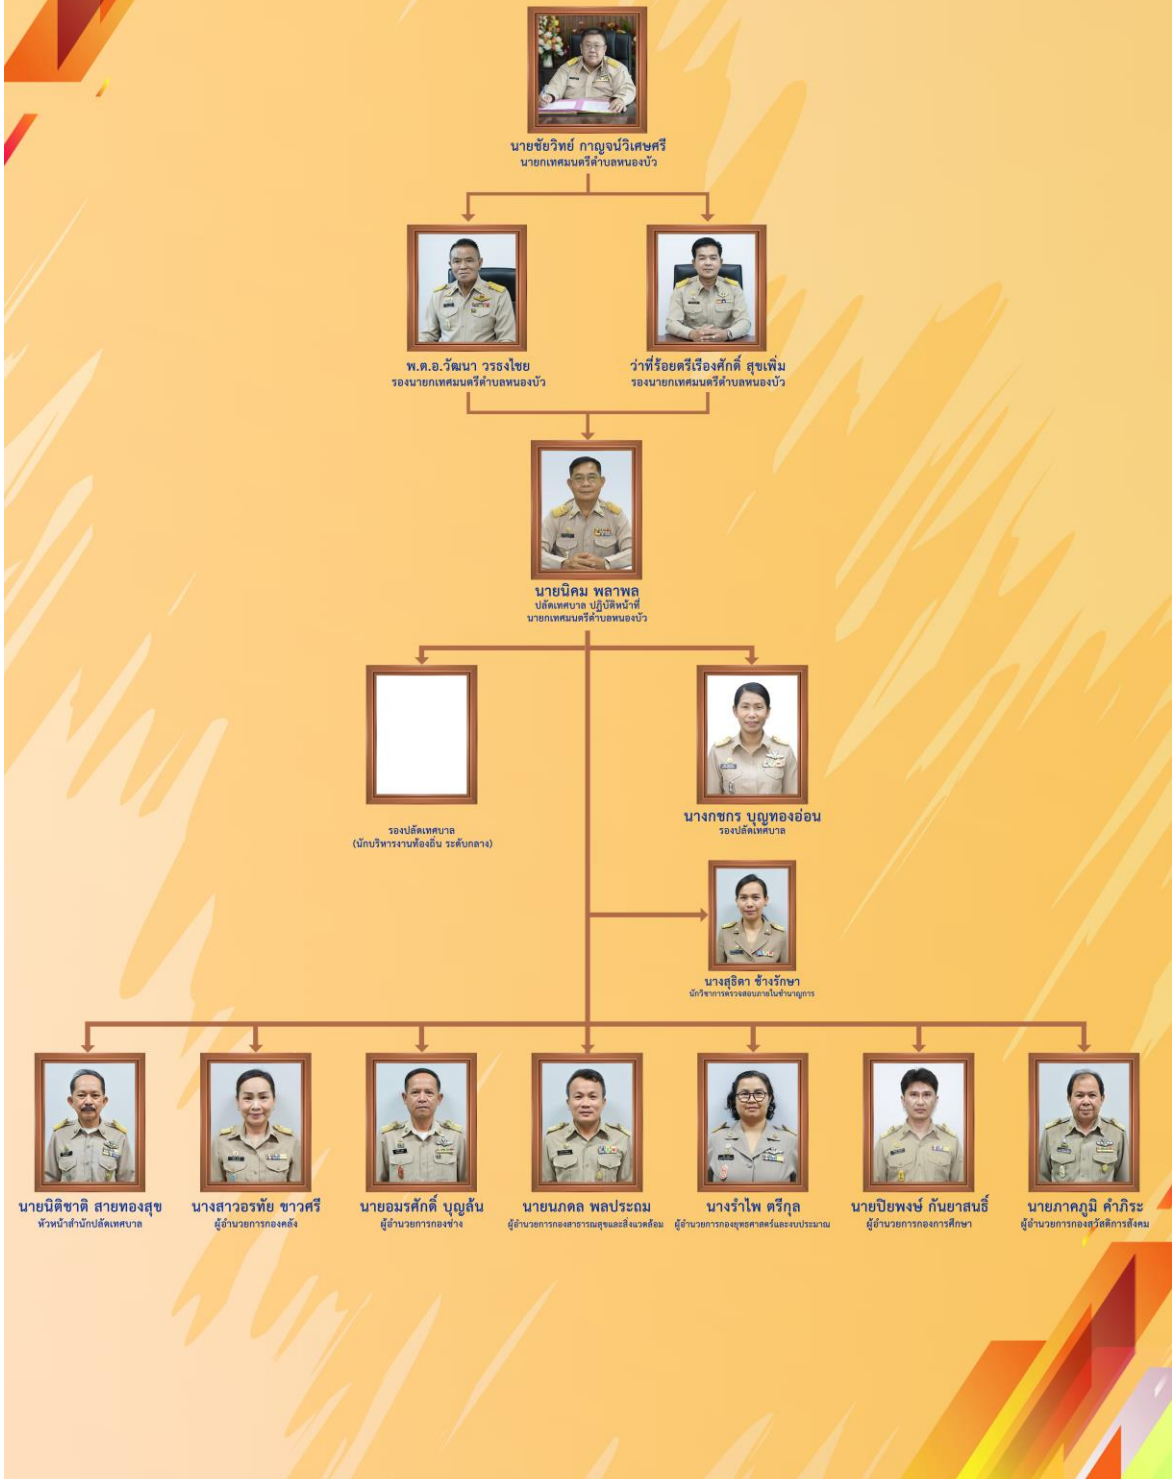 นายชัยวิทย์ กาญจน์วิเศษศรี
นายกเทศมนตรีตำบลหนองบัว
พ.ต.อ.วัฒนา วรธงไชย
รองนายกเทศมนตรีตำบลหนองบัว
ว่าที่ร้อยตรีเรืองศักดิ์ สุขเพิ่ม
รองนายกเทศมนตรีตำบลหนองบัว
นายนิคม พลาพล
ปลัดเทศบาล ปฏิบัติหน้าที่
นายกเทศมนตรีตำบลหนองบัว
รองปลัดเทศบาล
(นักบริหารงานท้องถิ่น ระดับกลาง)
นางกชกร บุญทองอ่อน
รองปลัดเทศบาล
นางสุธิดา ช้างรักษา
นักวิชาการตรวจสอบภายในชำนาญการ
นายนิติชาติ สายทองสุข
หัวหน้าสำนักปลัดเทศบาล
นางสาวอรทัย ขาวศรี
ผู้อำนวยการกองคลัง
นายอมรศักดิ์ บุญล้น
ผู้อำนวยการกองช่าง
นายนภดล พลประถม
ผู้อำนวยการกองสาธารณสุขและสิ่งแวดล้อม
นางรำไพ ตรีกุล
ผู้อำนวยการกองยุทธศาสตร์และงบประมาณ
นายปิยพงษ์ กันยาสนธิ์
ผู้อำนวยการกองการศึกษา
นายภาคภูมิ คำภิระ
ผู้อำนวยการกองสวัสดิการสังคม